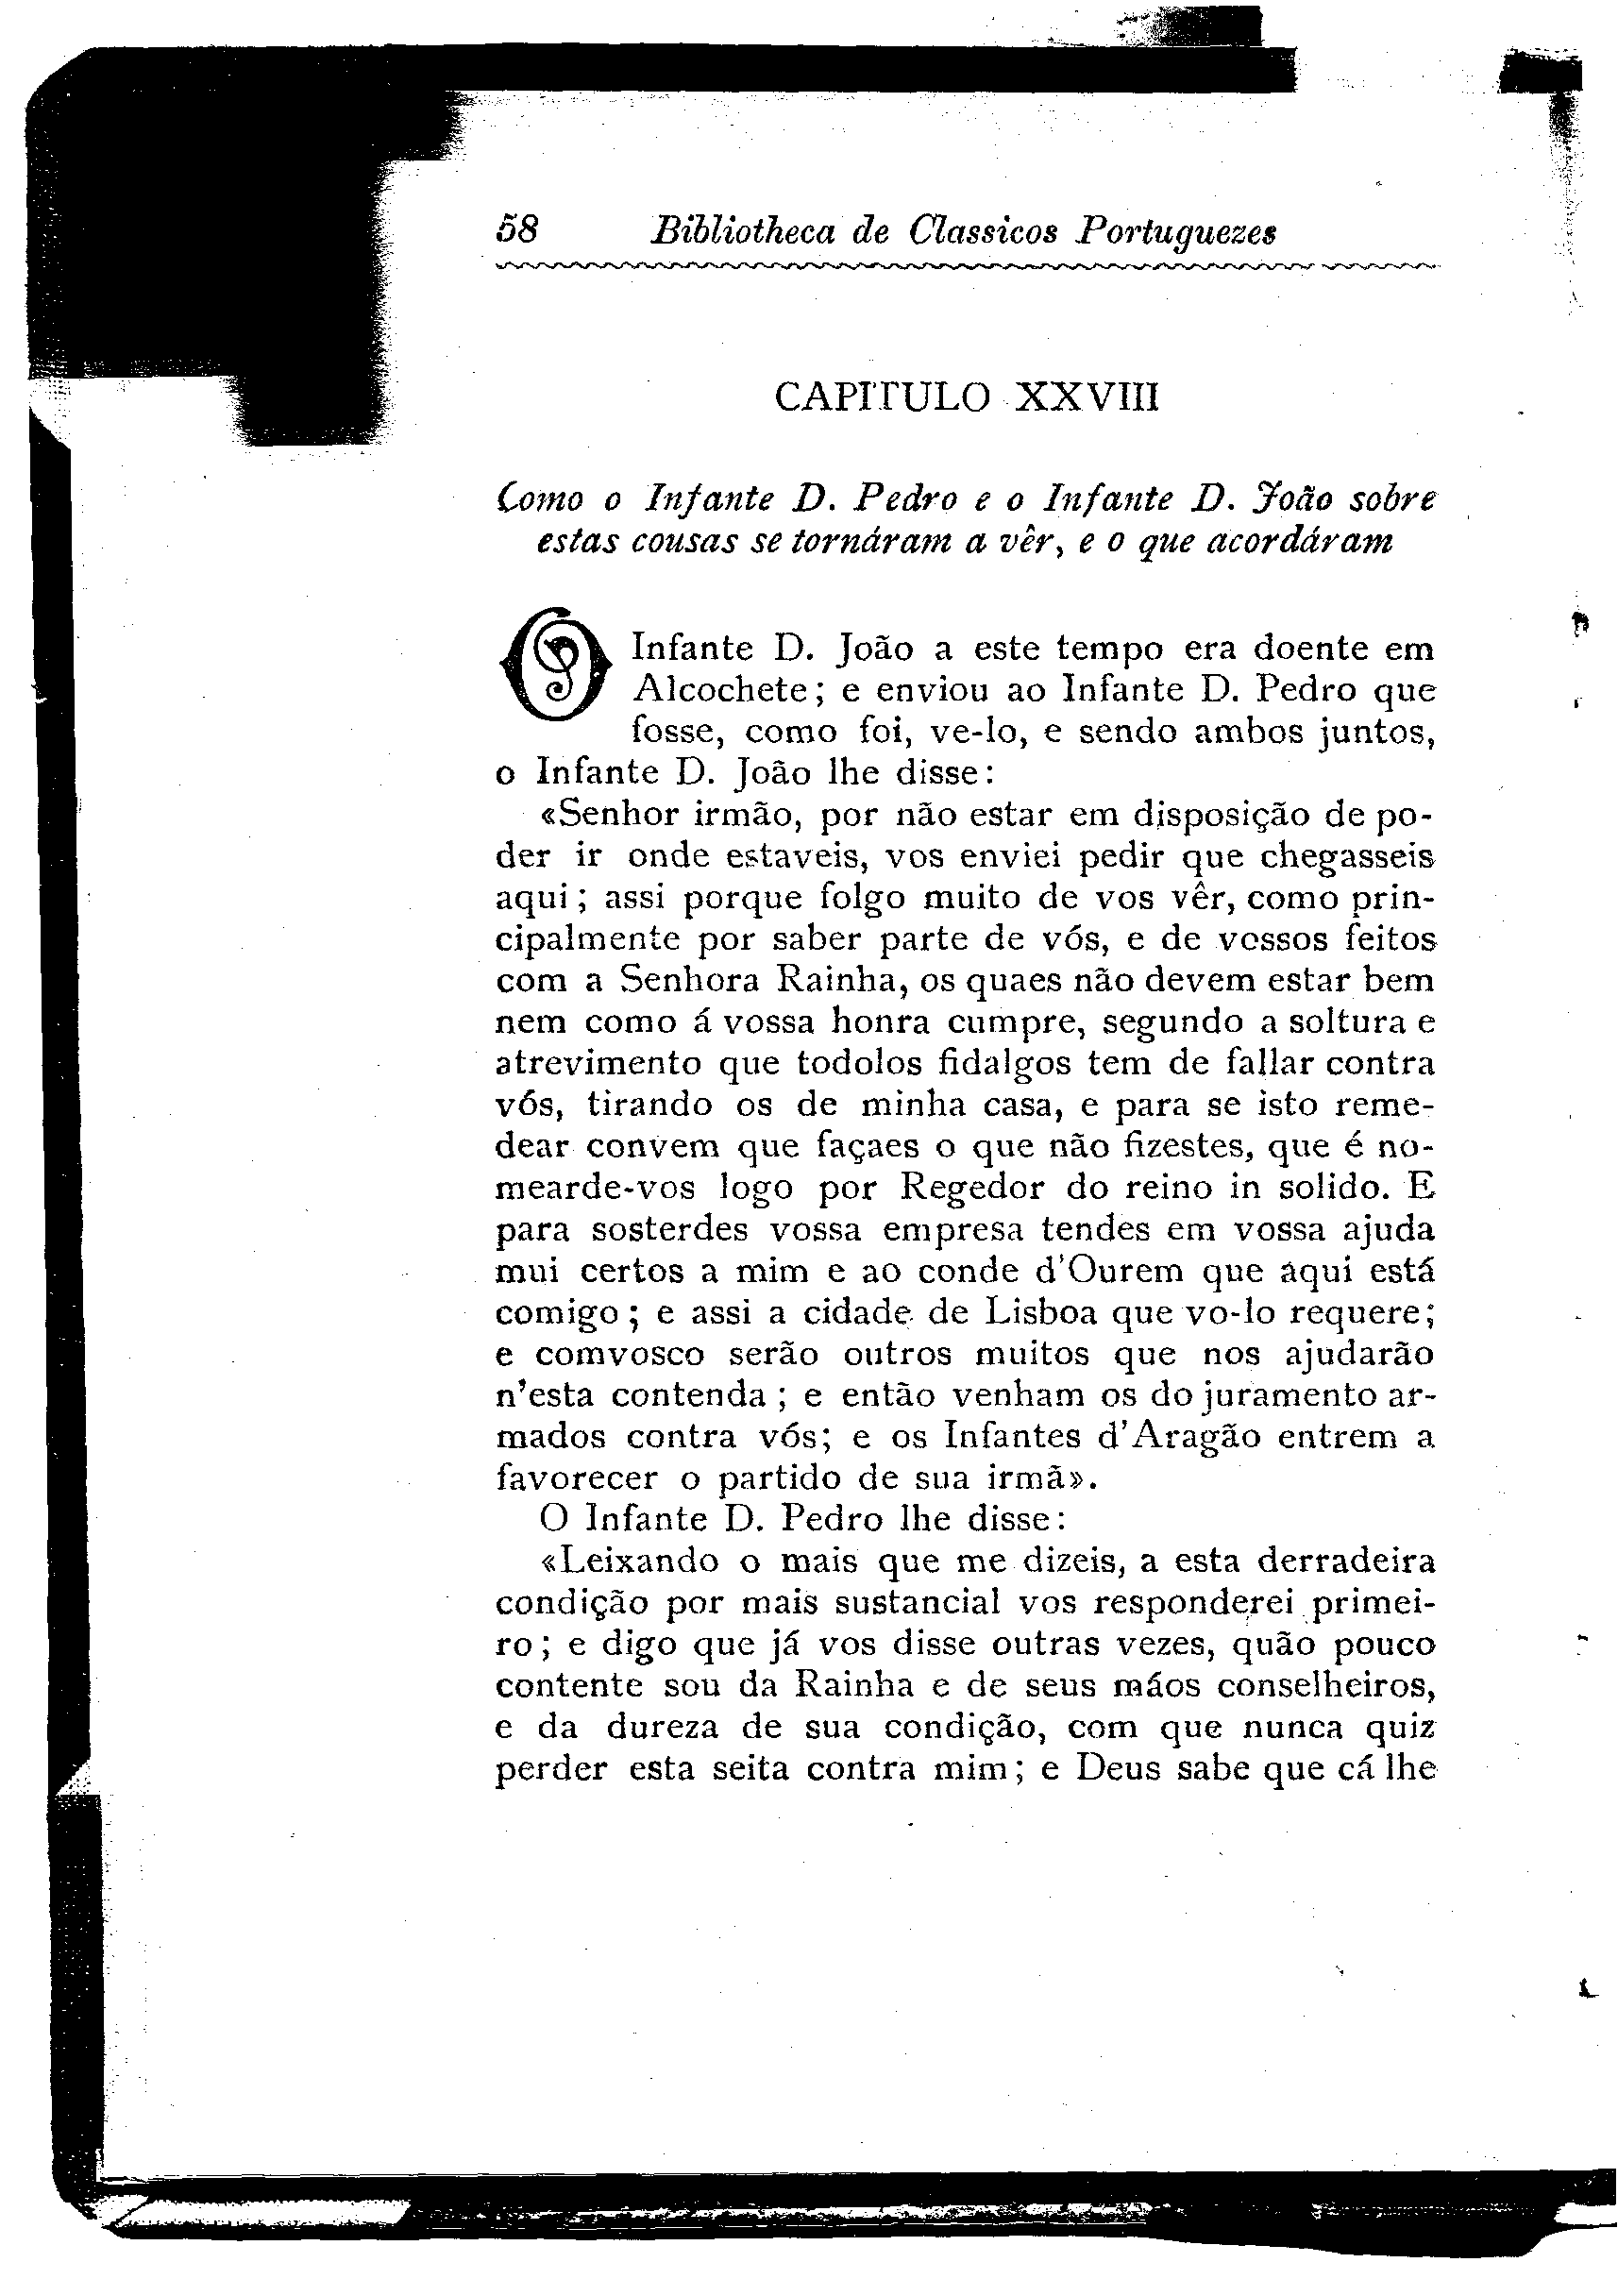 58 Bibliotheca de Classicos Portuguezes
CAPITULO XXVIII
Como o Infante D. Pedro e o Infante D. João sobre
estas cousas se tornáram a vêr, e o que acordáram
O Infante D. João a este tempo era doente em
Alcochete; e enviou ao Infante D. Pedro que
fosse, como foi, ve-lo, e sendo ambos juntos,
o Infante D. João lhe disse:
«Senhor irmão, por não estar em disposição de po-
der ir onde estaveis, vos enviei pedir que chegasseis
aqui; assi porque folgo muito de vos vêr, como prin-
cipalmente por saber parte de vós, e de vossos feitos
com a Senhora Rainha, os quaes não devem estar bem
nem como á vossa honra cumpre, segundo a soltura e
atrevimento que todolos fidalgos tem de fallar contra
vós, tirando os de minha casa, e para se isto reme-
dear convem que façaes o que não fizestes, que é no-
mearde-vos logo por Regedor do reino in solido. E
para sosterdes vossa empresa tendes em vossa ajuda
mui certos a mim e ao conde d'Ourem que aqui está
comigo; e assi a cidade de Lisboa que vo-lo requere;
e comvosco serão outros muitos que nos ajudarão
n'esta contenda; e então venham os do juramento ar-
mados contra vós; e os Infantes d'Aragão entrem a
favorecer o partido de sua irmã».
O Infante D. Pedro lhe disse:
«Leixando o mais que me dizeis, a esta derradeira
condição por mais sustancial vos responderei primei-
ro; e digo que já vos disse outras vezes, quão pouco
contente sou da Rainha e de seus máos conselheiros,
e da dureza de sua condição, com que nunca quiz
perder esta seita contra mim; e Deus sabe que cá lhe